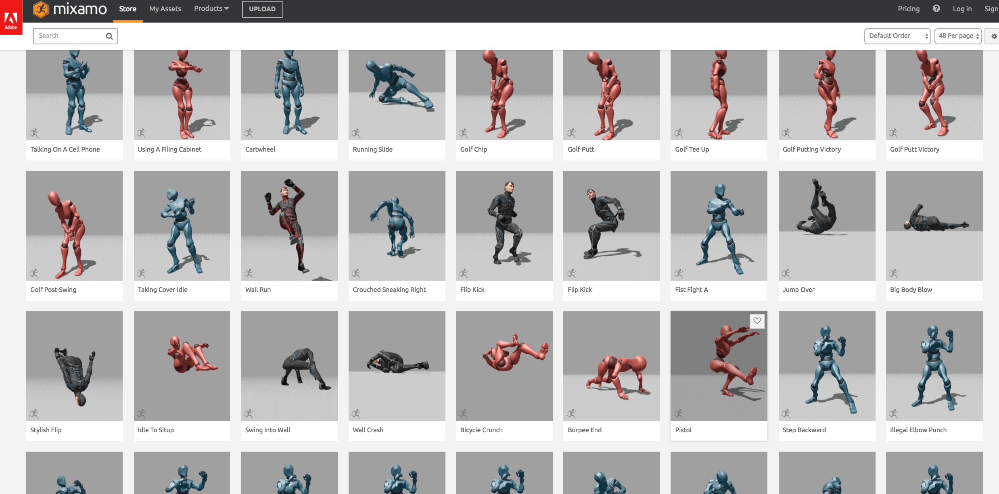 Adobe
mixamo
Store
My Assets
Products
UPLOAD
Pricing
?
Log in
Sign
Search
Default Order
48 Per page
Talking On A Cell Phone
Using A Filing Cabinet
Cartwheel
Running Slide
Golf Chip
Golf Putt
Golf Tee Up
Golf Putting Victory
Golf Putt Victory
Golf Post-Swing
Taking Cover Idle
Wall Run
Crouched Sneaking Right
Flip Kick
Flip Kick
Fist Fight A
Jump Over
Big Body Blow
Stylish Flip
Idle To Situp
Swing Into Wall
Wall Crash
Bicycle Crunch
Burpee End
Pistol
Step Backward
Illegal Elbow Punch